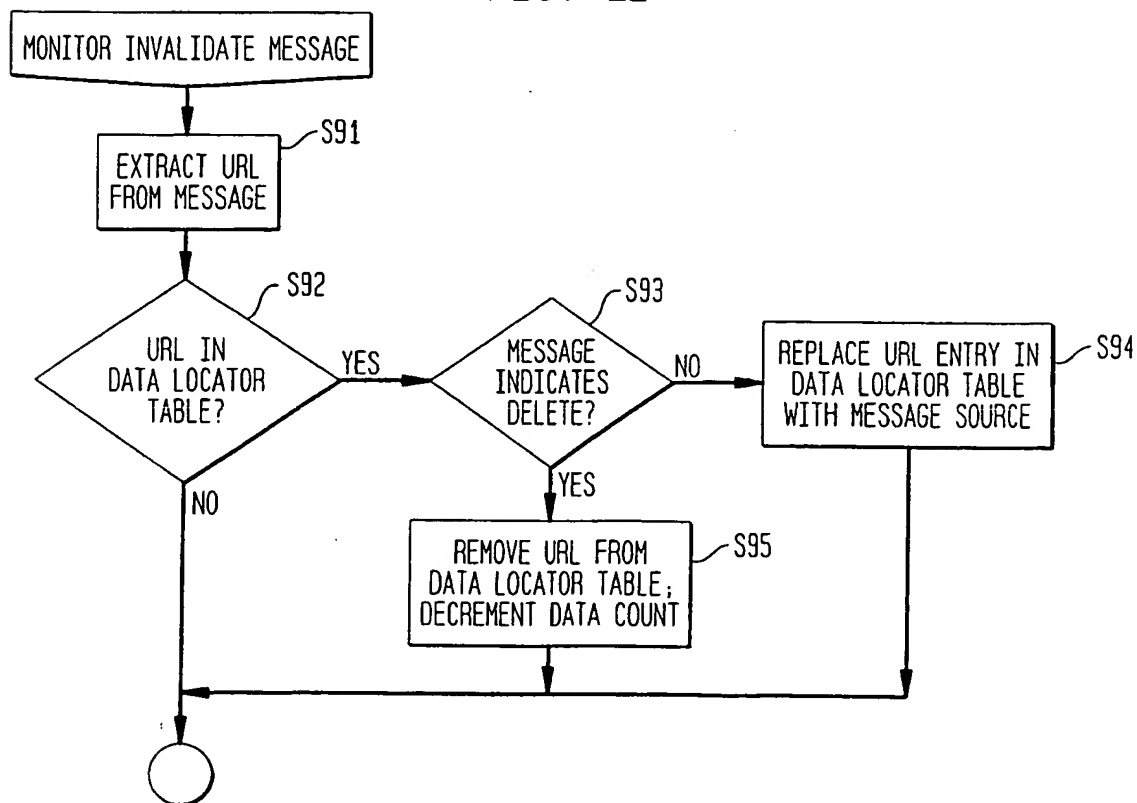 MONITOR INVALIDATE MESSAGE
S91
EXTRACT URL
FROM MESSAGE
S92
URL IN
DATA LOCATOR
TABLE?
YES
NO
S93
MESSAGE
INDICATES
DELETE?
NO
YES
S94
REPLACE URL ENTRY IN
DATA LOCATOR TABLE
WITH MESSAGE SOURCE
S95
REMOVE URL FROM
DATA LOCATOR TABLE;
DECREMENT DATA COUNT